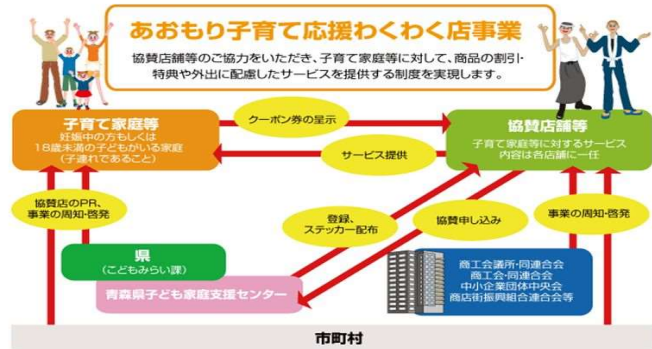 あおもり子育て応援わくわく店事業
協賛店舗等のご協力をいただき、子育て家庭等に対して、商品の割引・
特典や外出に配慮したサービスを提供する制度を実現します。
子育て家庭等
妊娠中の方もしくは
18歳未満の子どもがいる家庭
(子連れであること)
クーポン券の呈示
サービス提供
協賛店舗等
子育て家庭等に対するサービス
内容は各店舗に一任
協賛店のPR、
事業の周知・啓発
登録、
ステッカー配布
協賛申し込み
事業の周知・啓発
県
(こどもみらい課)
青森県子ども家庭支援センター
商工会議所・同連合会
商工会・同連合会
中小企業団体中央会
商店街振興組合連合会等
市町村